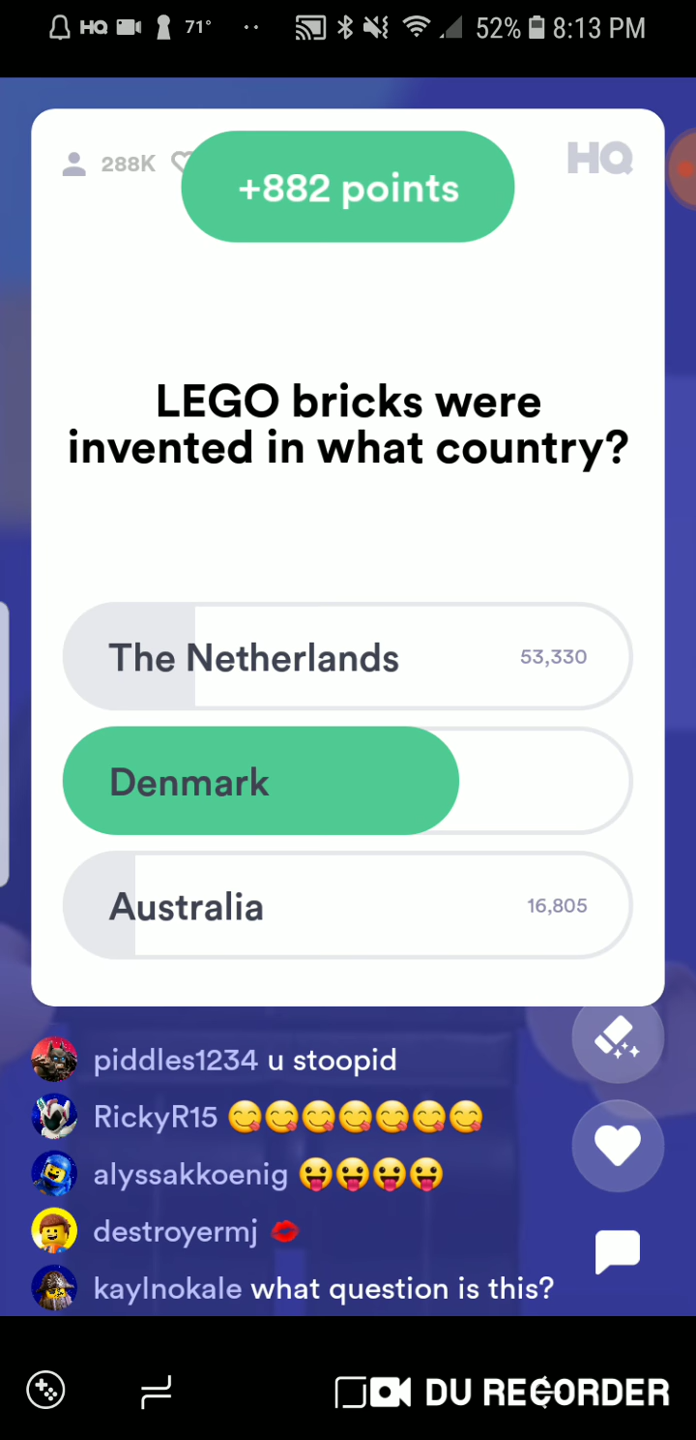 HQ 71° 52% 8:13 PM
288K
+882 points
HQ
LEGO bricks were
invented in what country?
The Netherlands 53,330
Denmark
Australia 16,805
piddles1234 u stoopid
RickyR15 😋😋😋😋😋😋😋
alyssakkoenig 😛😛😛😛
destroyermj 💋
kaylnokale what question is this?
DU RECORDER